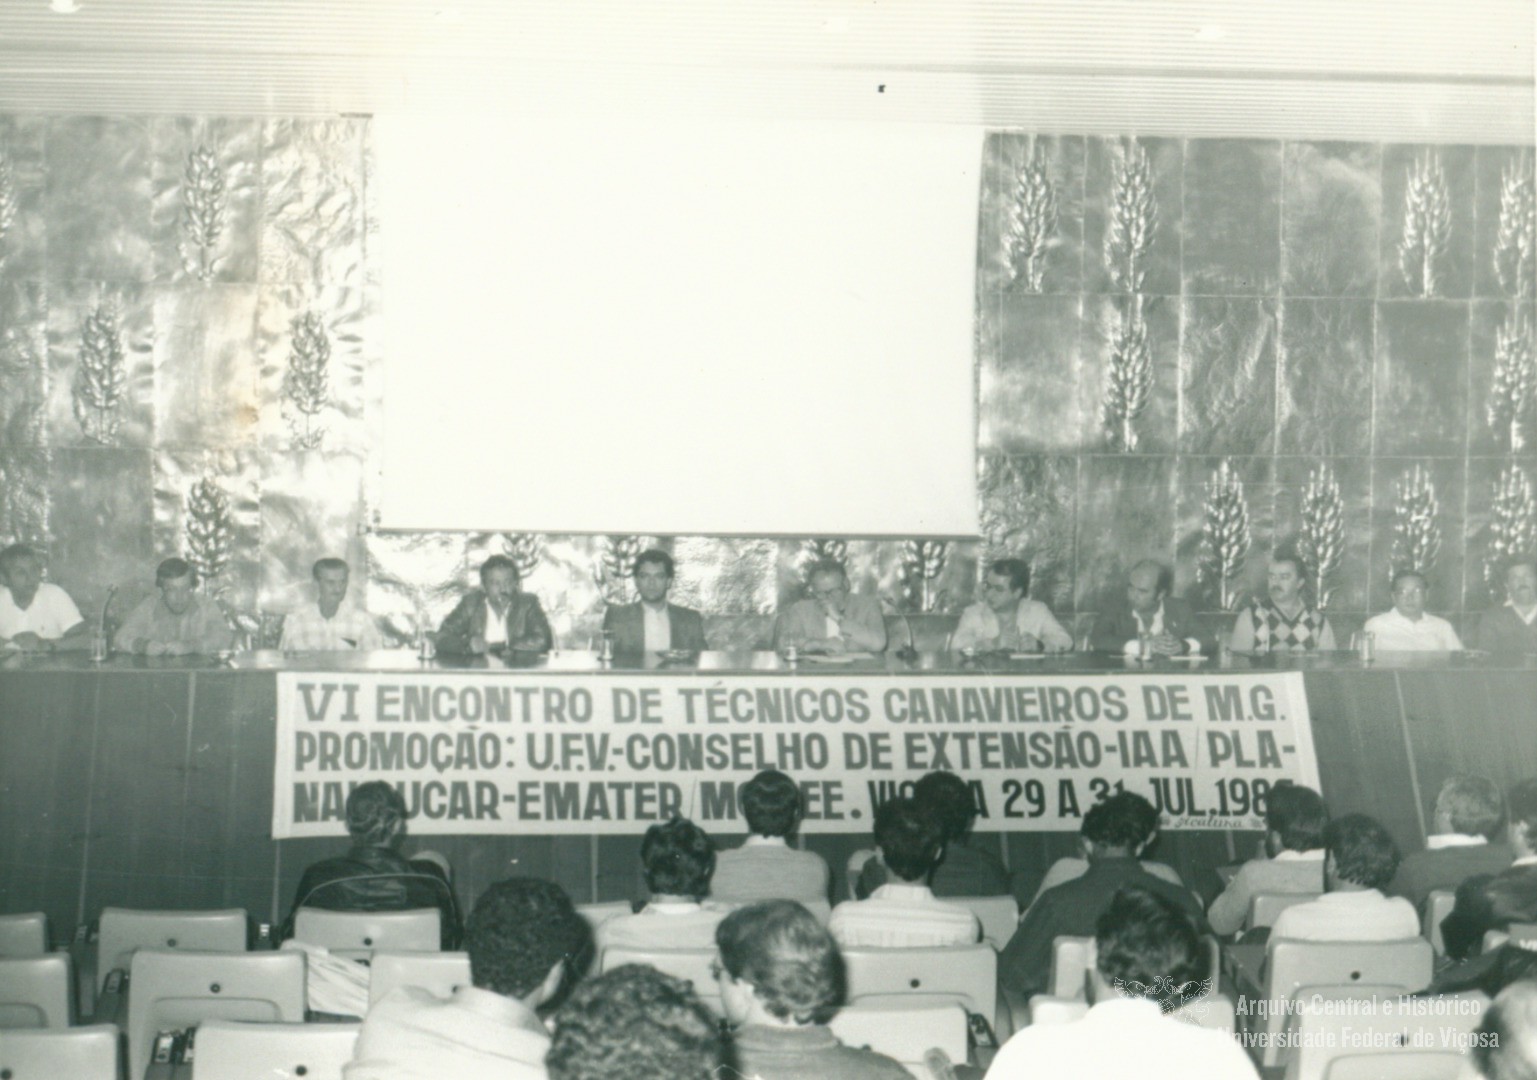 VI ENCONTRO DE TÉCNICOS CANAVIEIROS DE M.G.
PROMOÇÃO: U.F.V.-CONSELHO DE EXTENSÃO-IAA/PLA-
-EMATER/ 29 A 31 JUL.
Arquivo Central e Histórico
Universidade Federal de Viçosa